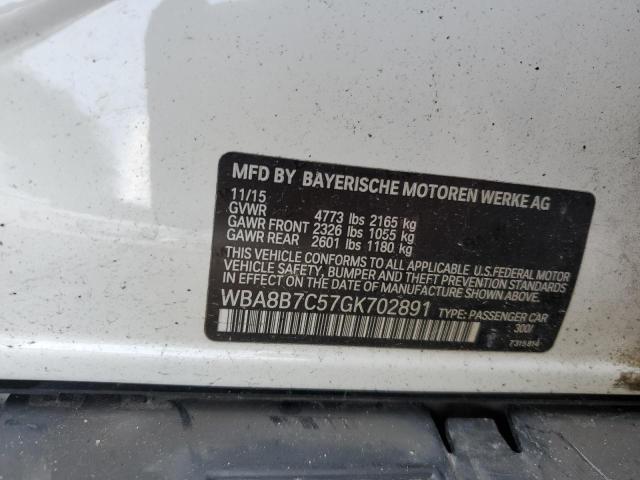 MFD BY BAYERISCHE MOTOREN WERKE AG
11/15
GVWR 4773 lbs 2165 kg
GAWR FRONT 2326 lbs 1055 kg
GAWR REAR 2601 lbs 1180 kg
THIS VEHICLE CONFORMS TO ALL APPLICABLE U.S. FEDERAL MOTOR
VEHICLE SAFETY, BUMPER AND THEFT PREVENTION STANDARDS
IN EFFECT ON THE DATE OF MANUFACTURE SHOWN ABOVE.
WBA8B7C57GK702891 TYPE: PASSENGER CAR
300/
7315814